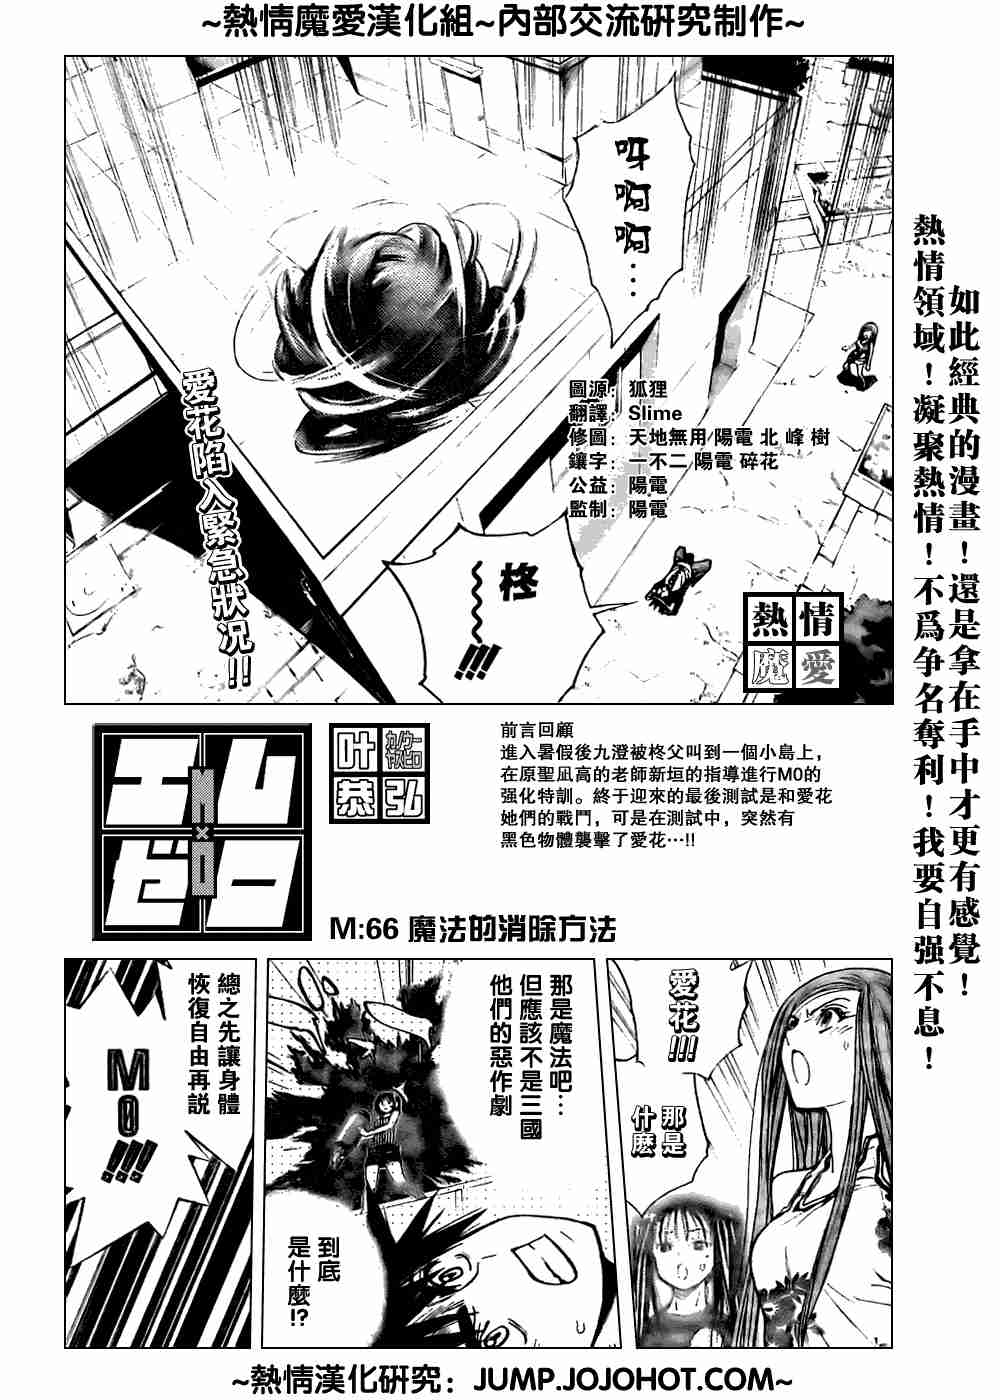 ~熱情魔愛漢化組~內部交流研究制作~
呀啊啊…
如此經典的漫畫！還是拿在手中才更有感覺！
熱情領域！凝聚熱情！不爲争名奪利！我要自强不息！
圖源：狐狸
翻譯：Slime
修圖：天地無用 陽電 北 峰 樹
鑲字：一不二 陽電 碎花
公益：陽電
監制：陽電
愛花陷入緊急狀况!!
柊~~!!!
熱情
魔愛
エム
M×0
ゼロ
叶
カノウ
ヤスヒロ
恭弘
前言回顧
進入暑假後九澄被柊父叫到一個小島上，
在原聖凪高的老師新垣的指導進行M0的
强化特訓。終于迎來的最後測試是和愛花
她們的戰鬥，可是在測試中，突然有
黑色物體襲擊了愛花…!!
M:66 魔法的消除方法
愛花!!!
那是
什麼
那是魔法吧…
但應該不是三國
他們的惡作劇
到底
是什麼!?
總之先讓身體
恢復自由再説
M0!!!
~熱情漢化研究：JUMP.JOJOHOT.COM~